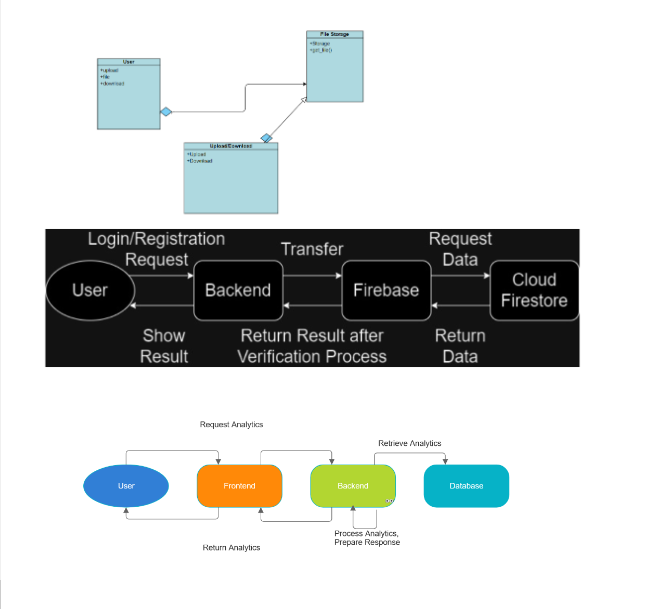 File Storage
+Storage
+get_file()
User
+upload
+file
+download
Upload/Download
+Upload
+Download
Login/Registration
Request
Transfer
Request
Data
User
Backend
Firebase
Cloud
Firestore
Show
Result
Return Result after
Verification Process
Return
Data
Request Analytics
Retrieve Analytics
User
Frontend
Backend
Database
Process Analytics,
Prepare Response
Return Analytics